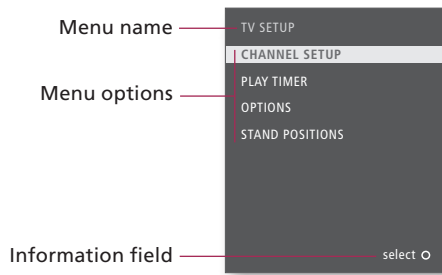 Menu name
TV SETUP
CHANNEL SETUP
Menu options
PLAY TIMER
OPTIONS
STAND POSITIONS
Information field
select